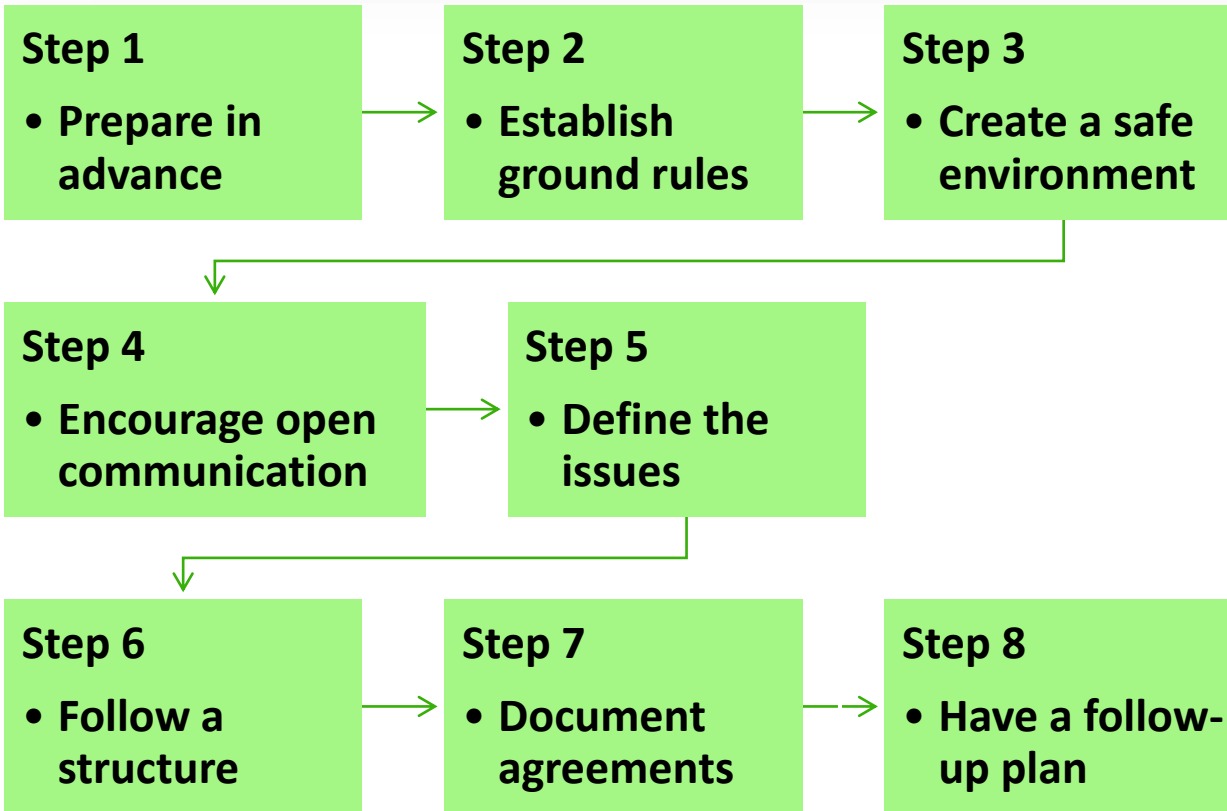 Step 1
• Prepare in
advance
Step 2
• Establish
ground rules
Step 3
• Create a safe
environment
Step 4
• Encourage open
communication
Step 5
• Define the
issues
Step 6
• Follow a
structure
Step 7
• Document
agreements
Step 8
• Have a follow-
up plan